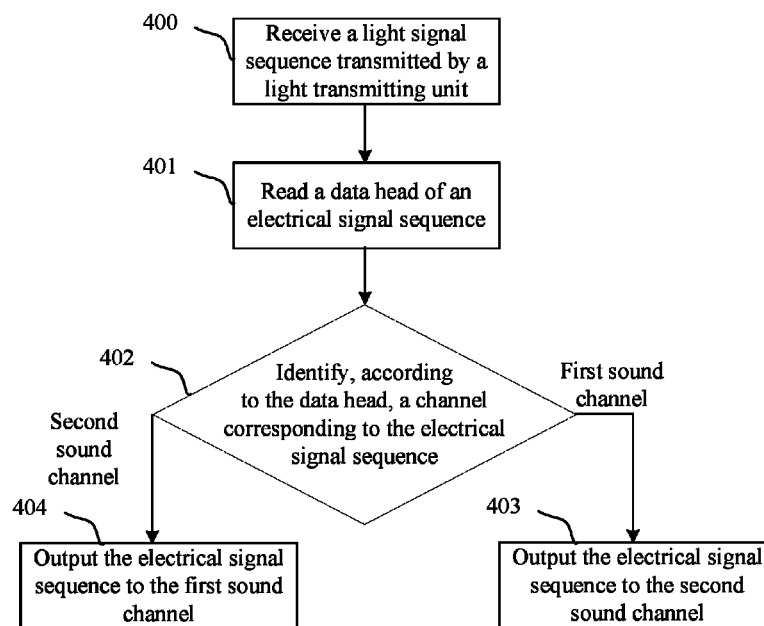 400
Receive a light signal
sequence transmitted by a
light transmitting unit
401
Read a data head of an
electrical signal sequence
402
Identify, according
to the data head, a channel
corresponding to the electrical
signal sequence
First sound
channel
Second
sound
channel
404
Output the electrical signal
sequence to the first sound
channel
403
Output the electrical signal
sequence to the second
sound channel